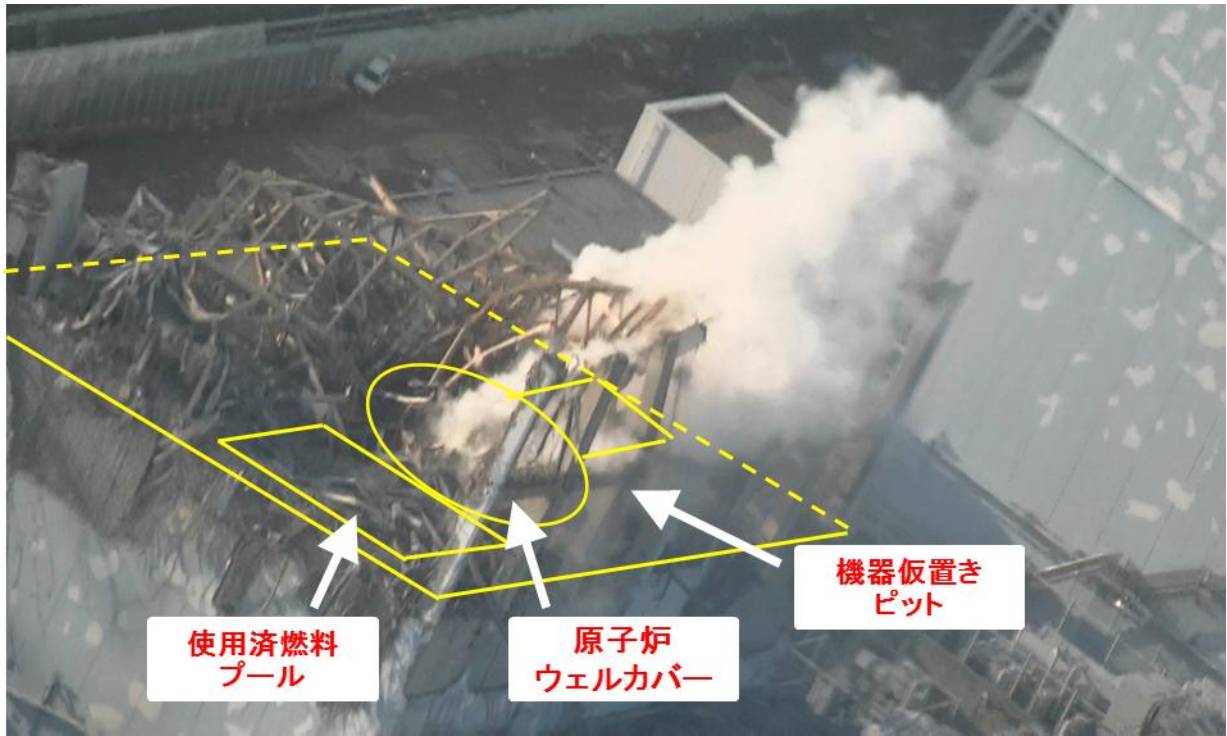 使用済燃料
プール
原子炉
ウェルカバー
機器仮置き
ピット